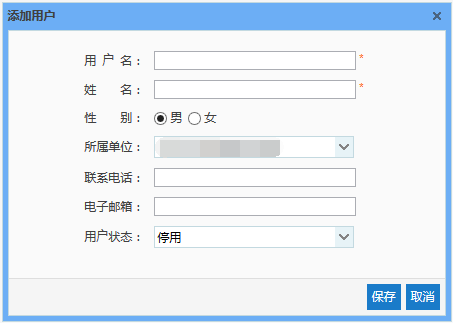 添加用户
用 户 名： *
姓 名： *
性 别： 男 女
所属单位：
联系电话：
电子邮箱：
用户状态： 停用
保存 取消